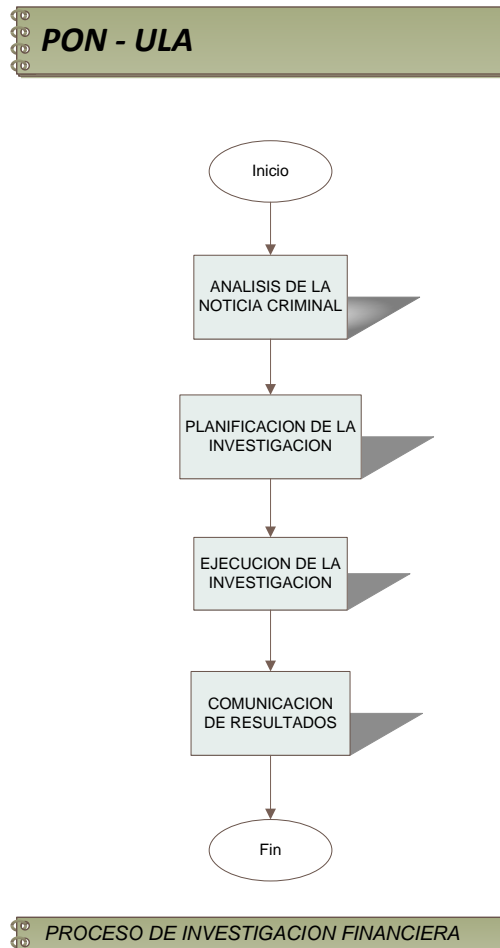 PON - ULA
Inicio
ANALISIS DE LA
NOTICIA CRIMINAL
PLANIFICACION DE LA
INVESTIGACION
EJECUCION DE LA
INVESTIGACION
COMUNICACION
DE RESULTADOS
Fin
PROCESO DE INVESTIGACION FINANCIERA